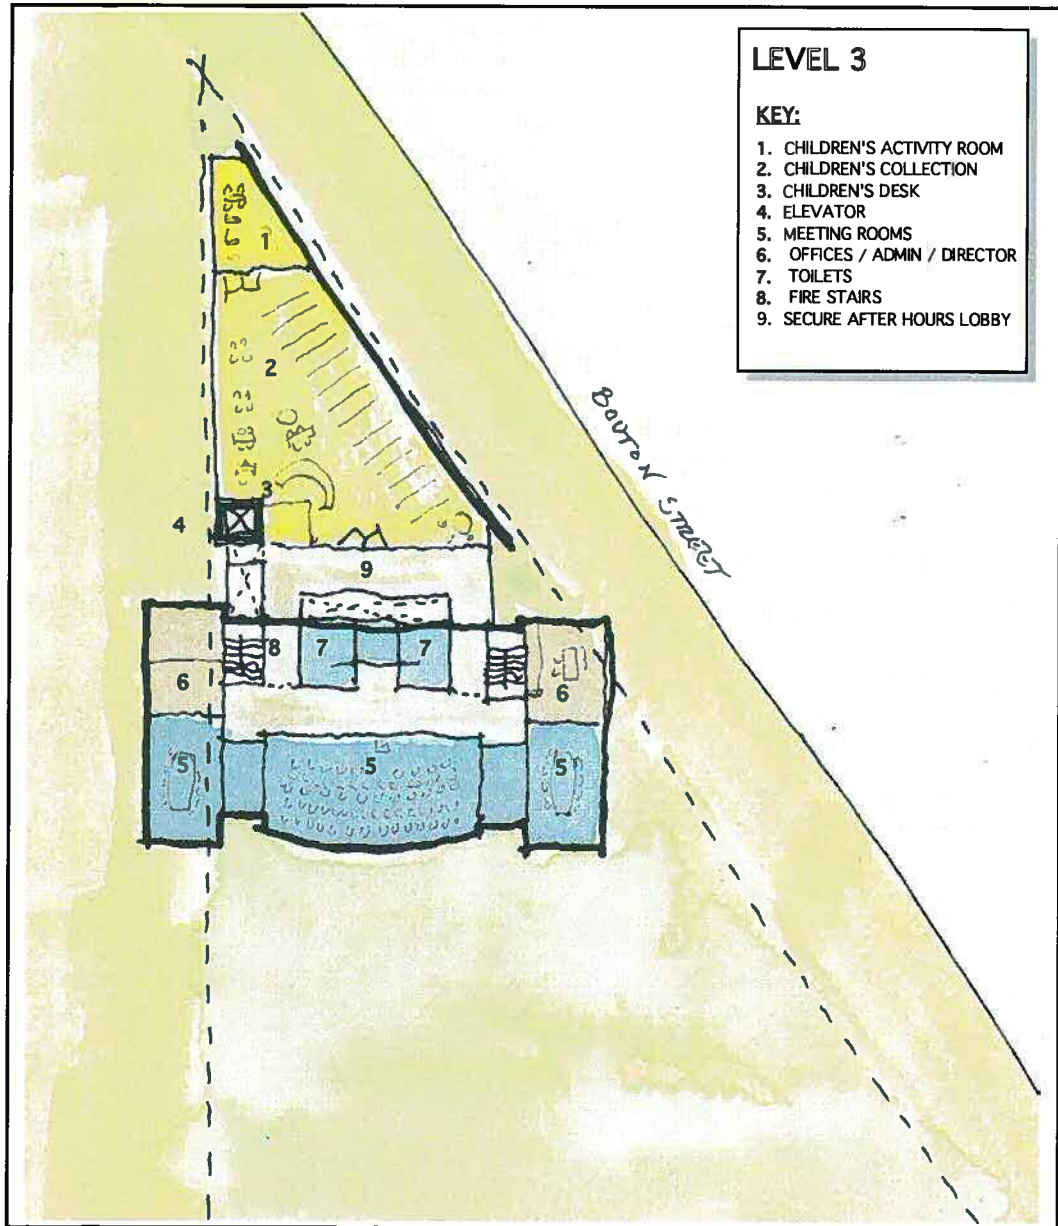 LEVEL 3
KEY:
1. CHILDREN'S ACTIVITY ROOM
2. CHILDREN'S COLLECTION
3. CHILDREN'S DESK
4. ELEVATOR
5. MEETING ROOMS
6. OFFICES / ADMIN / DIRECTOR
7. TOILETS
8. FIRE STAIRS
9. SECURE AFTER HOURS LOBBY
1
2
BOUTON STREET
3
4
9
8
7
7
6
6
5
5
5